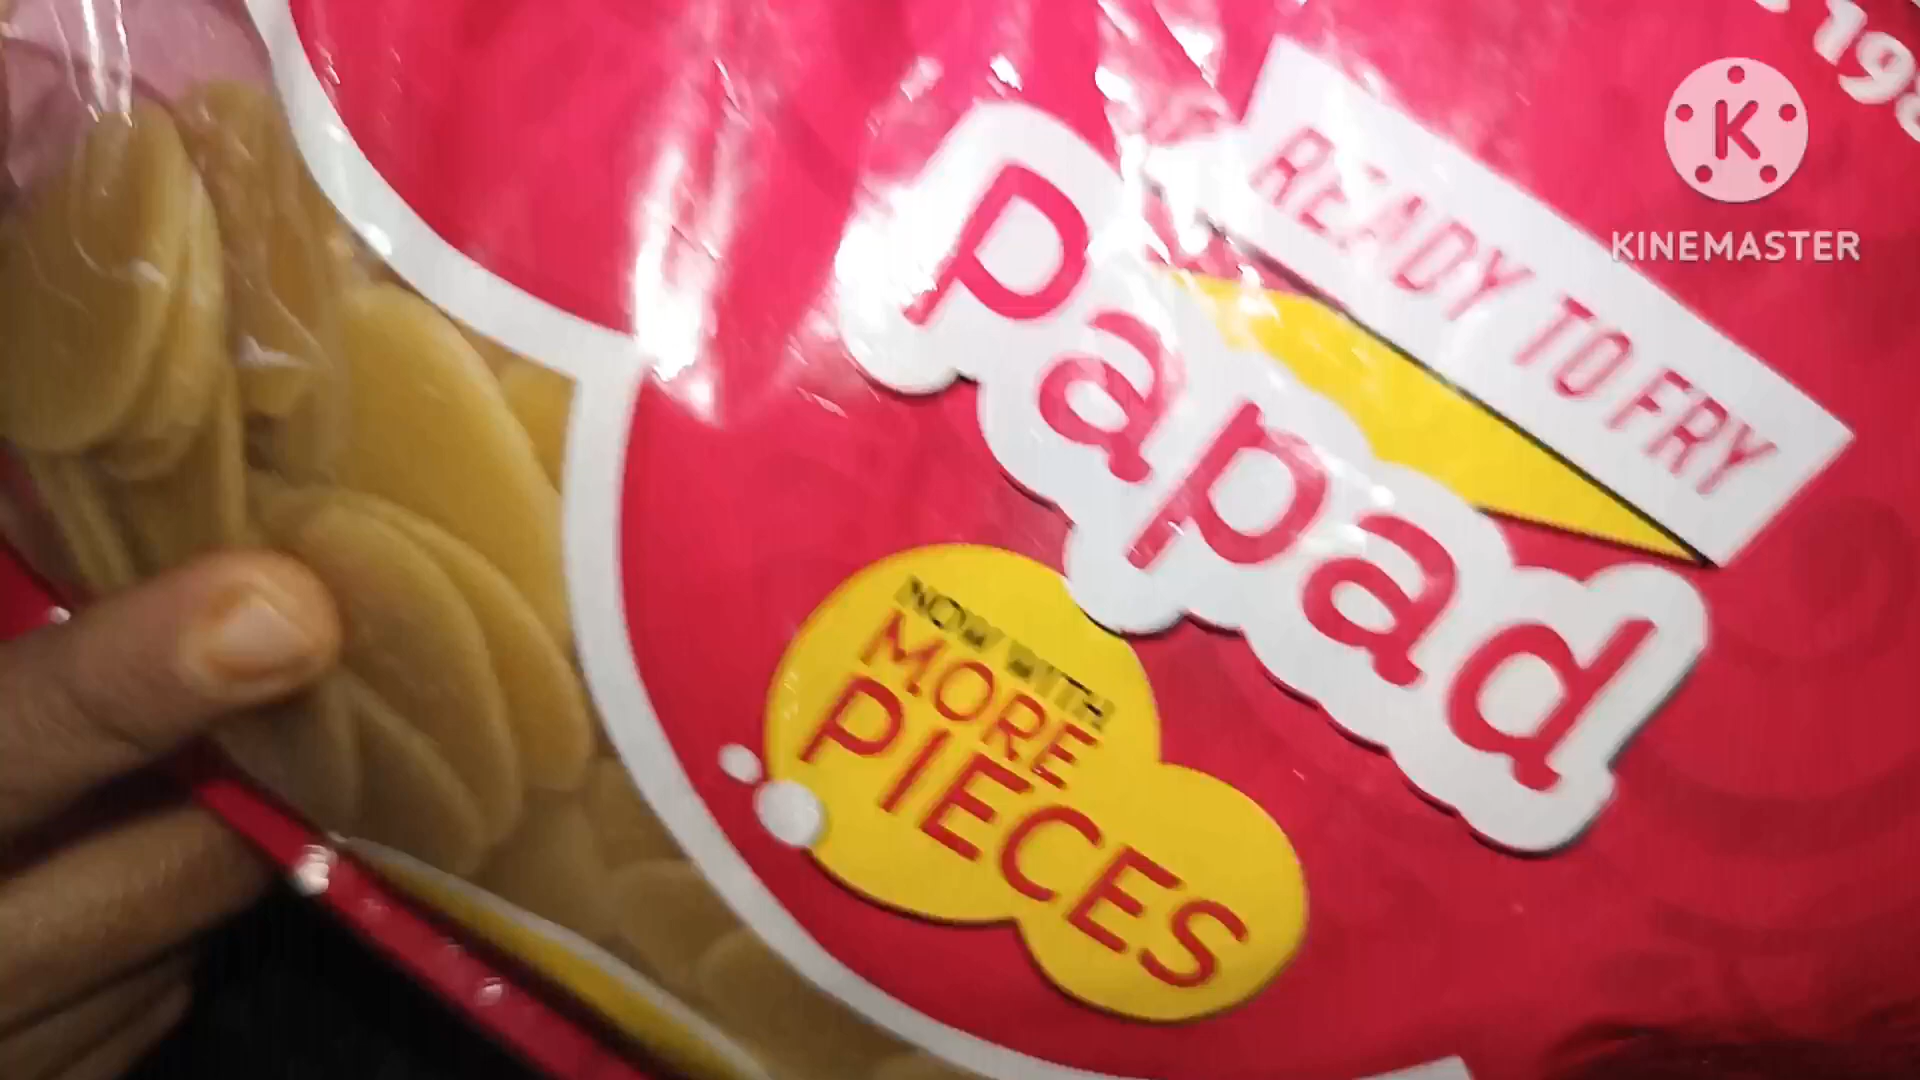 READY TO FRY
papad
NOW WITH
MORE
PIECES
K
KINEMASTER